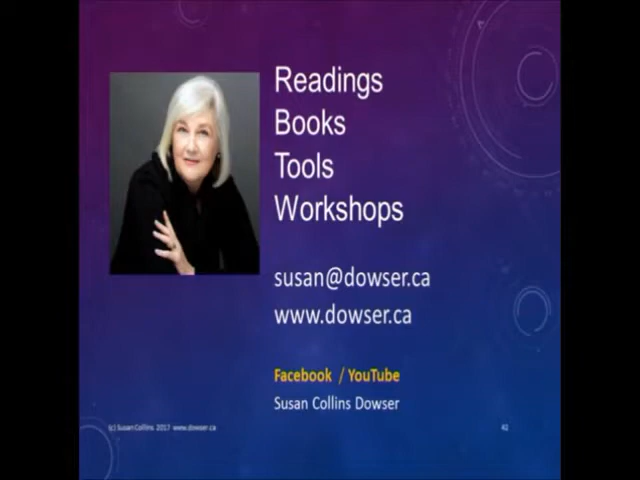 Readings
Books
Tools
Workshops
susan@dowser.ca
www.dowser.ca
Facebook / YouTube
Susan Collins Dowser
(c) Susan Collins 2017 www.dowser.ca
42